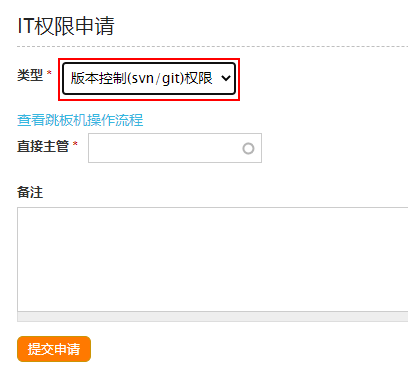 IT权限申请
类型 *
版本控制(svn/git)权限
查看跳板机操作流程
直接主管 *
备注
提交申请